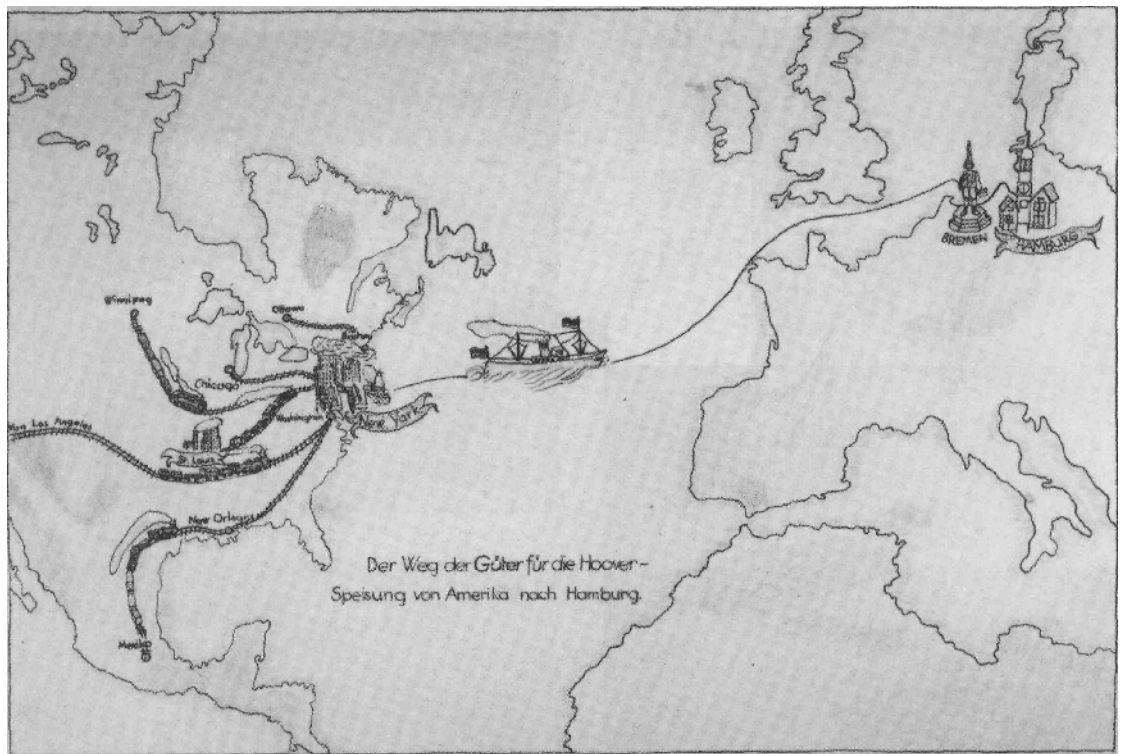 Winnipeg
Ottawa
Boston
Chicago
Washington
New York
Von Los Angeles
St. Louis
New Orleans
Mexiko
BREMEN
HAMBURG
Der Weg der Güter für die Hoover-
Speisung von Amerika nach Hamburg.